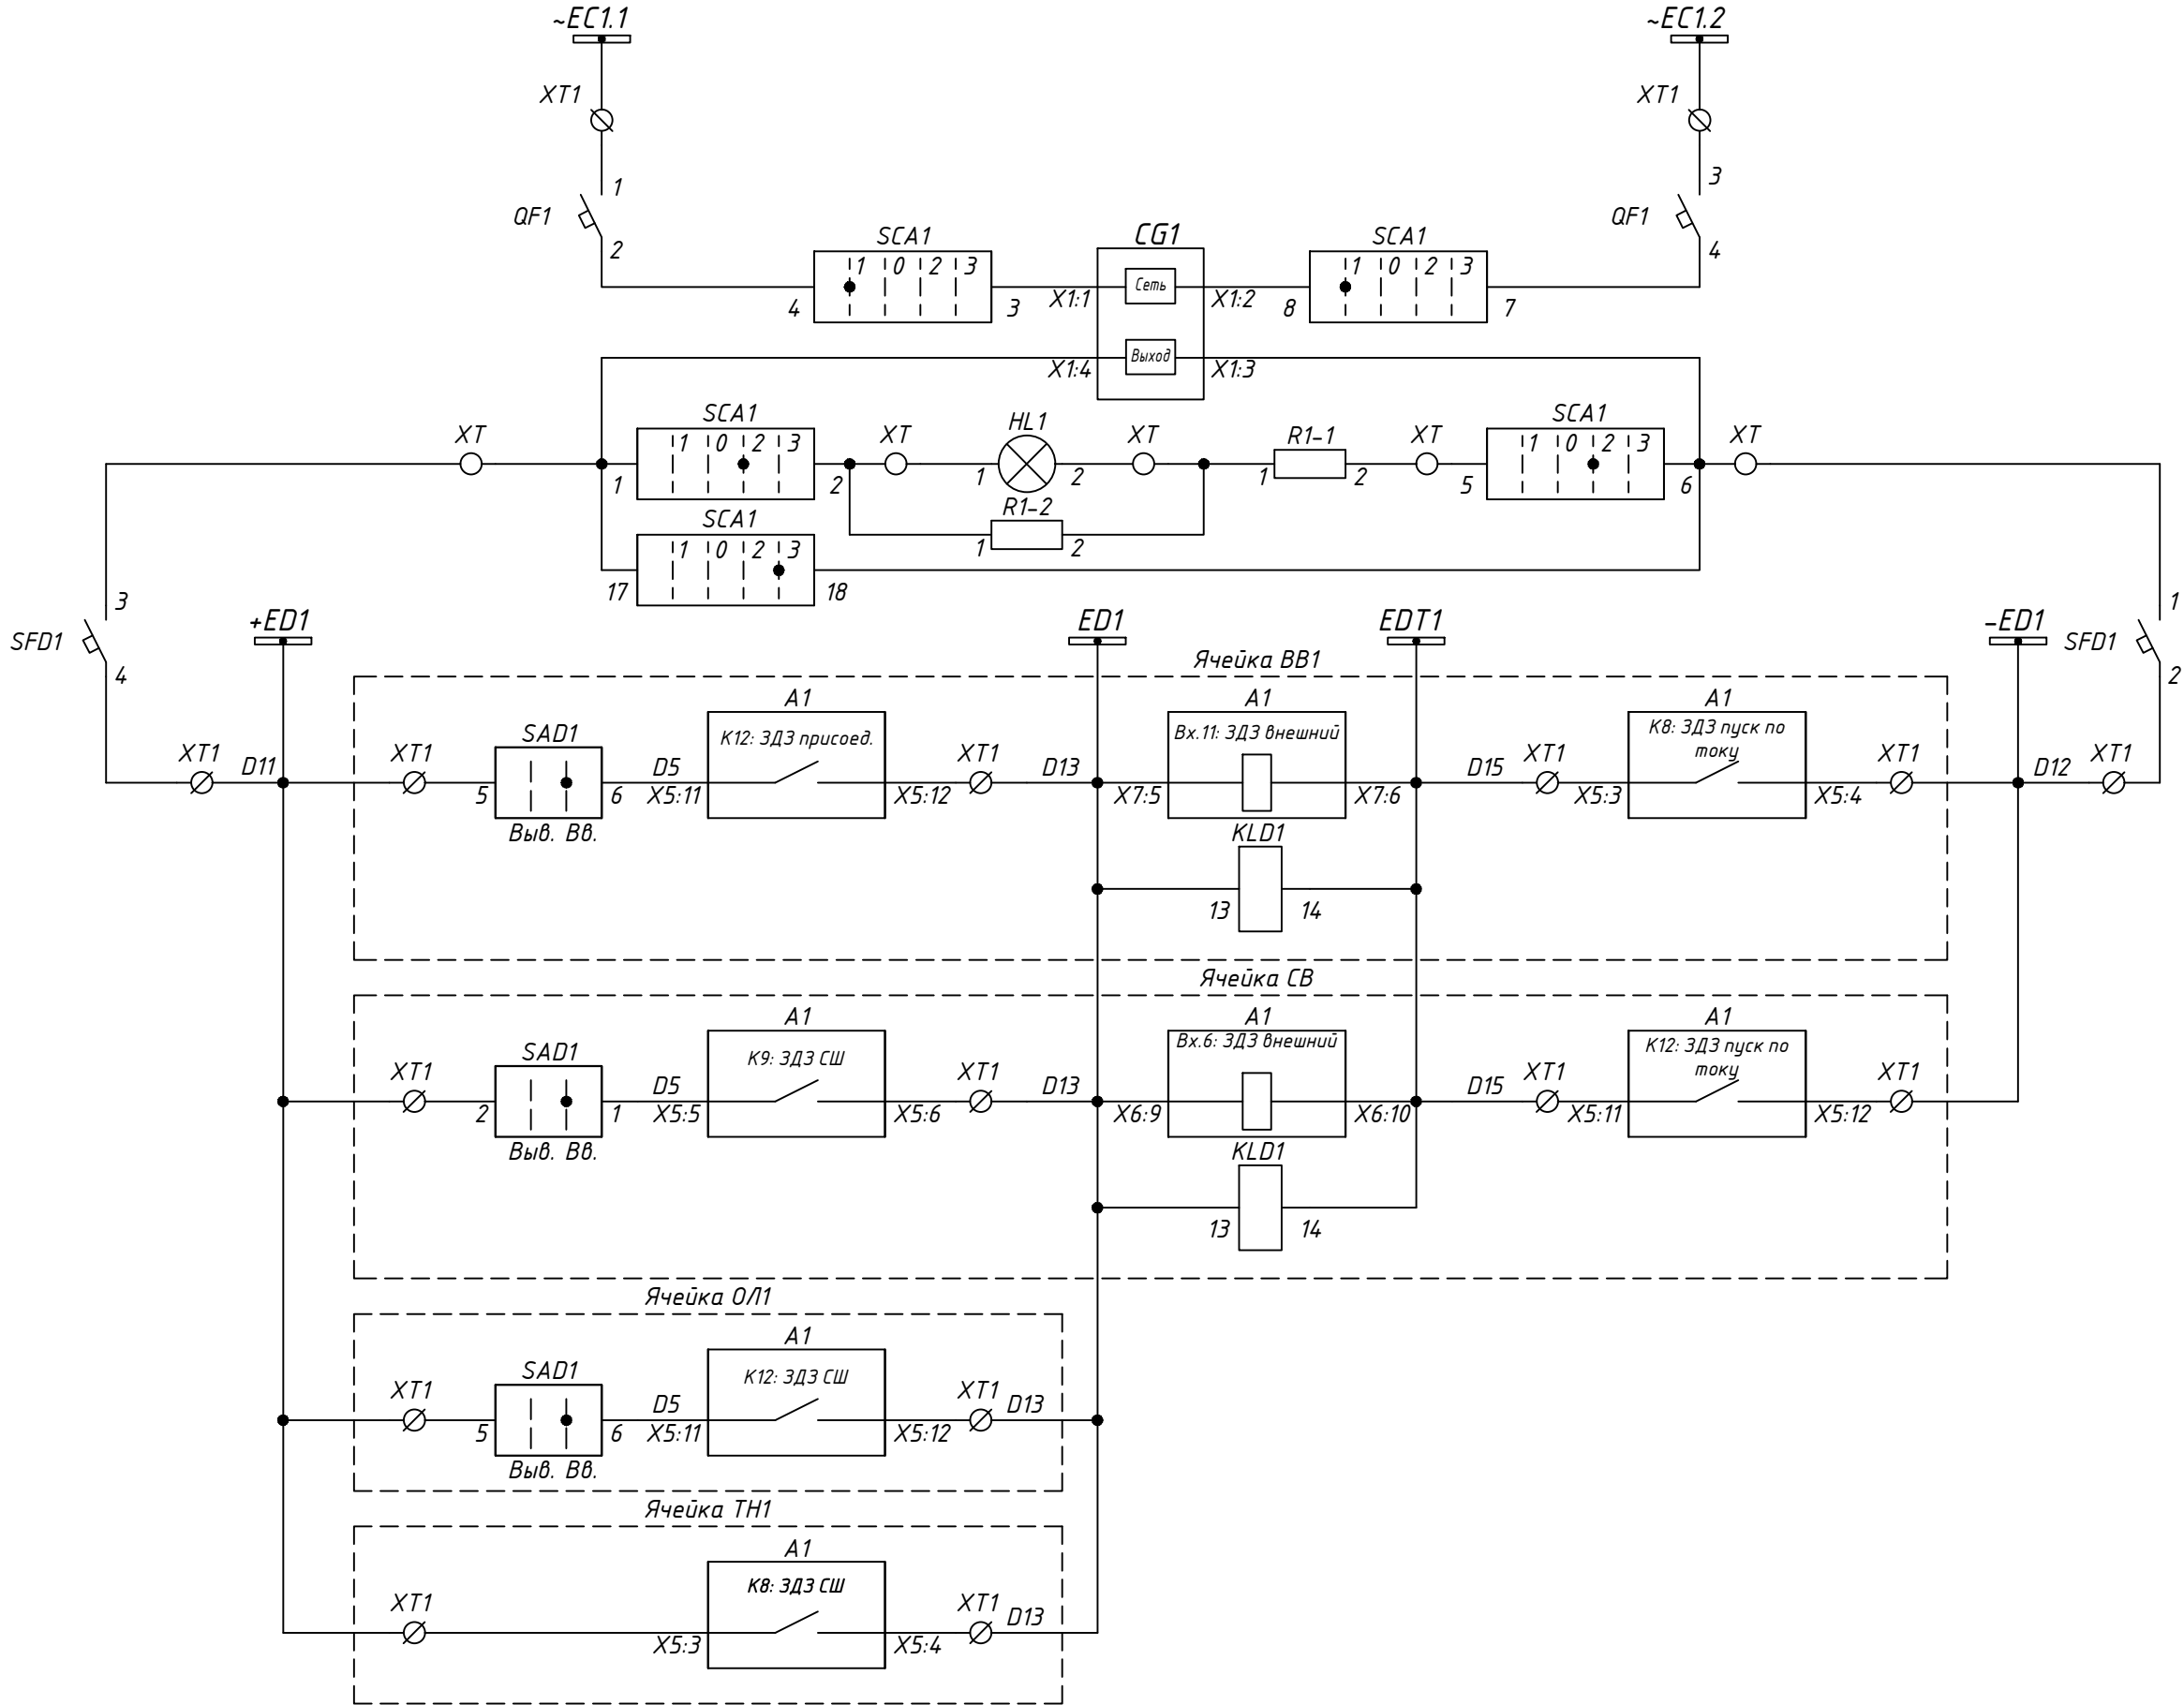 ~EC1.1
~EC1.2
XT1
XT1
1
3
QF1
QF1
2
4
SCA1
CG1
SCA1
1 0 2 3
1 0 2 3
Сеть
4
3
X1:1
X1:2
8
7
Выход
X1:4
X1:3
XT
SCA1
XT
HL1
XT
R1-1
XT
SCA1
XT
1 0 2 3
1 0 2 3
1
2
1
2
1
2
5
6
SCA1
R1-2
1 0 2 3
1
2
17
18
3
1
SFD1
+ED1
ED1
EDT1
-ED1
SFD1
4
2
Ячейка ВВ1
A1
A1
A1
SAD1
К12: ЗДЗ присоед.
Вх.11: ЗДЗ внешний
К8: ЗДЗ пуск по
току
XT1
D11
XT1
D5
XT1
D13
D15
XT1
XT1
D12
XT1
5
6
X5:11
X5:12
X7:5
X7:6
X5:3
X5:4
Выв. Вв.
KLD1
13
14
Ячейка СВ
A1
A1
A1
SAD1
К9: ЗДЗ СШ
Вх.6: ЗДЗ внешний
К12: ЗДЗ пуск по
току
XT1
D5
XT1
D13
D15
XT1
XT1
2
1
X5:5
X5:6
X6:9
X6:10
X5:11
X5:12
Выв. Вв.
KLD1
13
14
Ячейка ОЛ1
A1
SAD1
К12: ЗДЗ СШ
XT1
D5
XT1
D13
5
6
X5:11
X5:12
Выв. Вв.
Ячейка ТН1
A1
К8: ЗДЗ СШ
XT1
XT1
D13
X5:3
X5:4